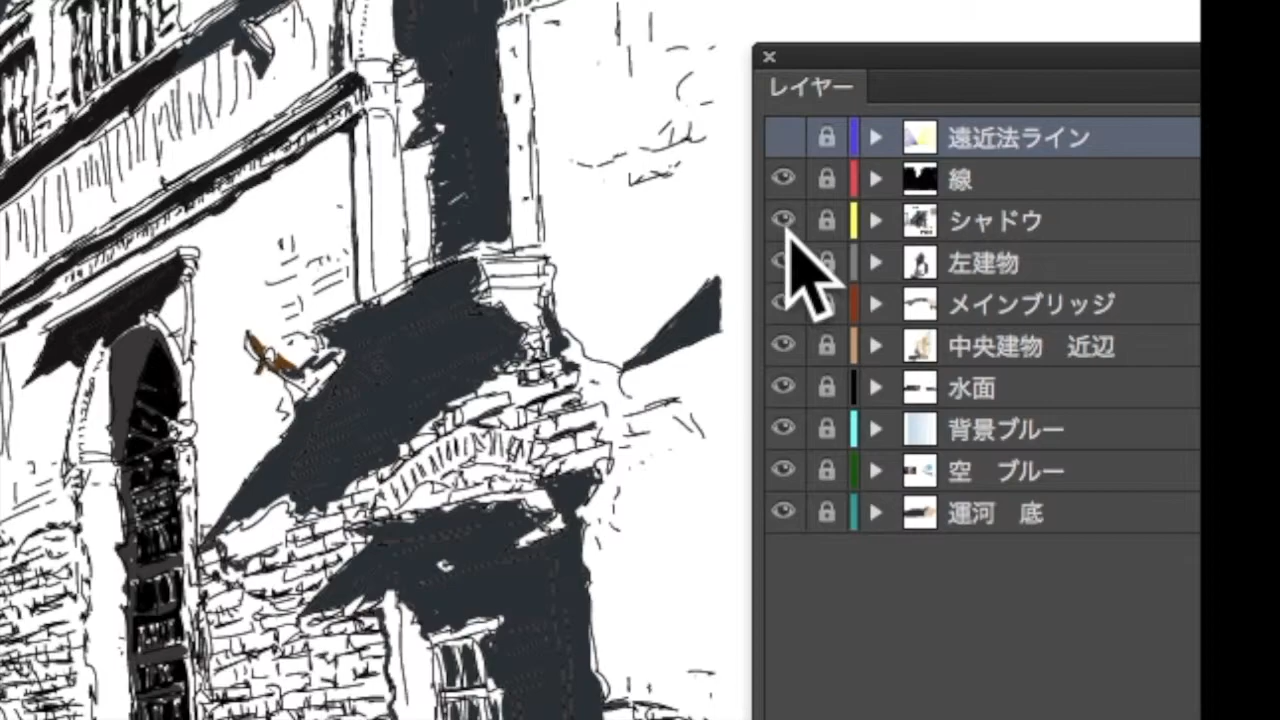 レイヤー
遠近法ライン
線
シャドウ
左建物
メインブリッジ
中央建物　近辺
水面
背景ブルー
空　ブルー
運河　底